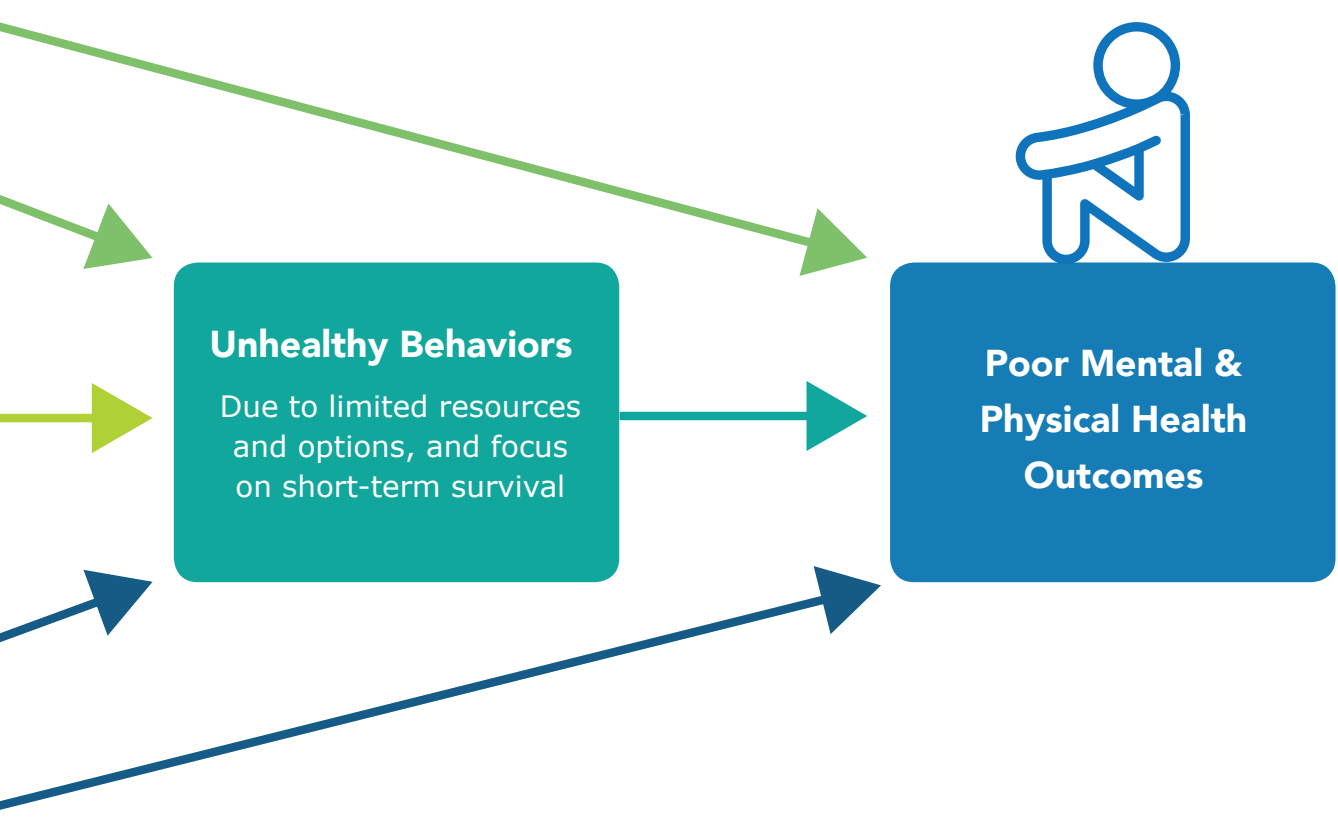 Unhealthy Behaviors
Due to limited resources
and options, and focus
on short-term survival
Poor Mental &
Physical Health
Outcomes